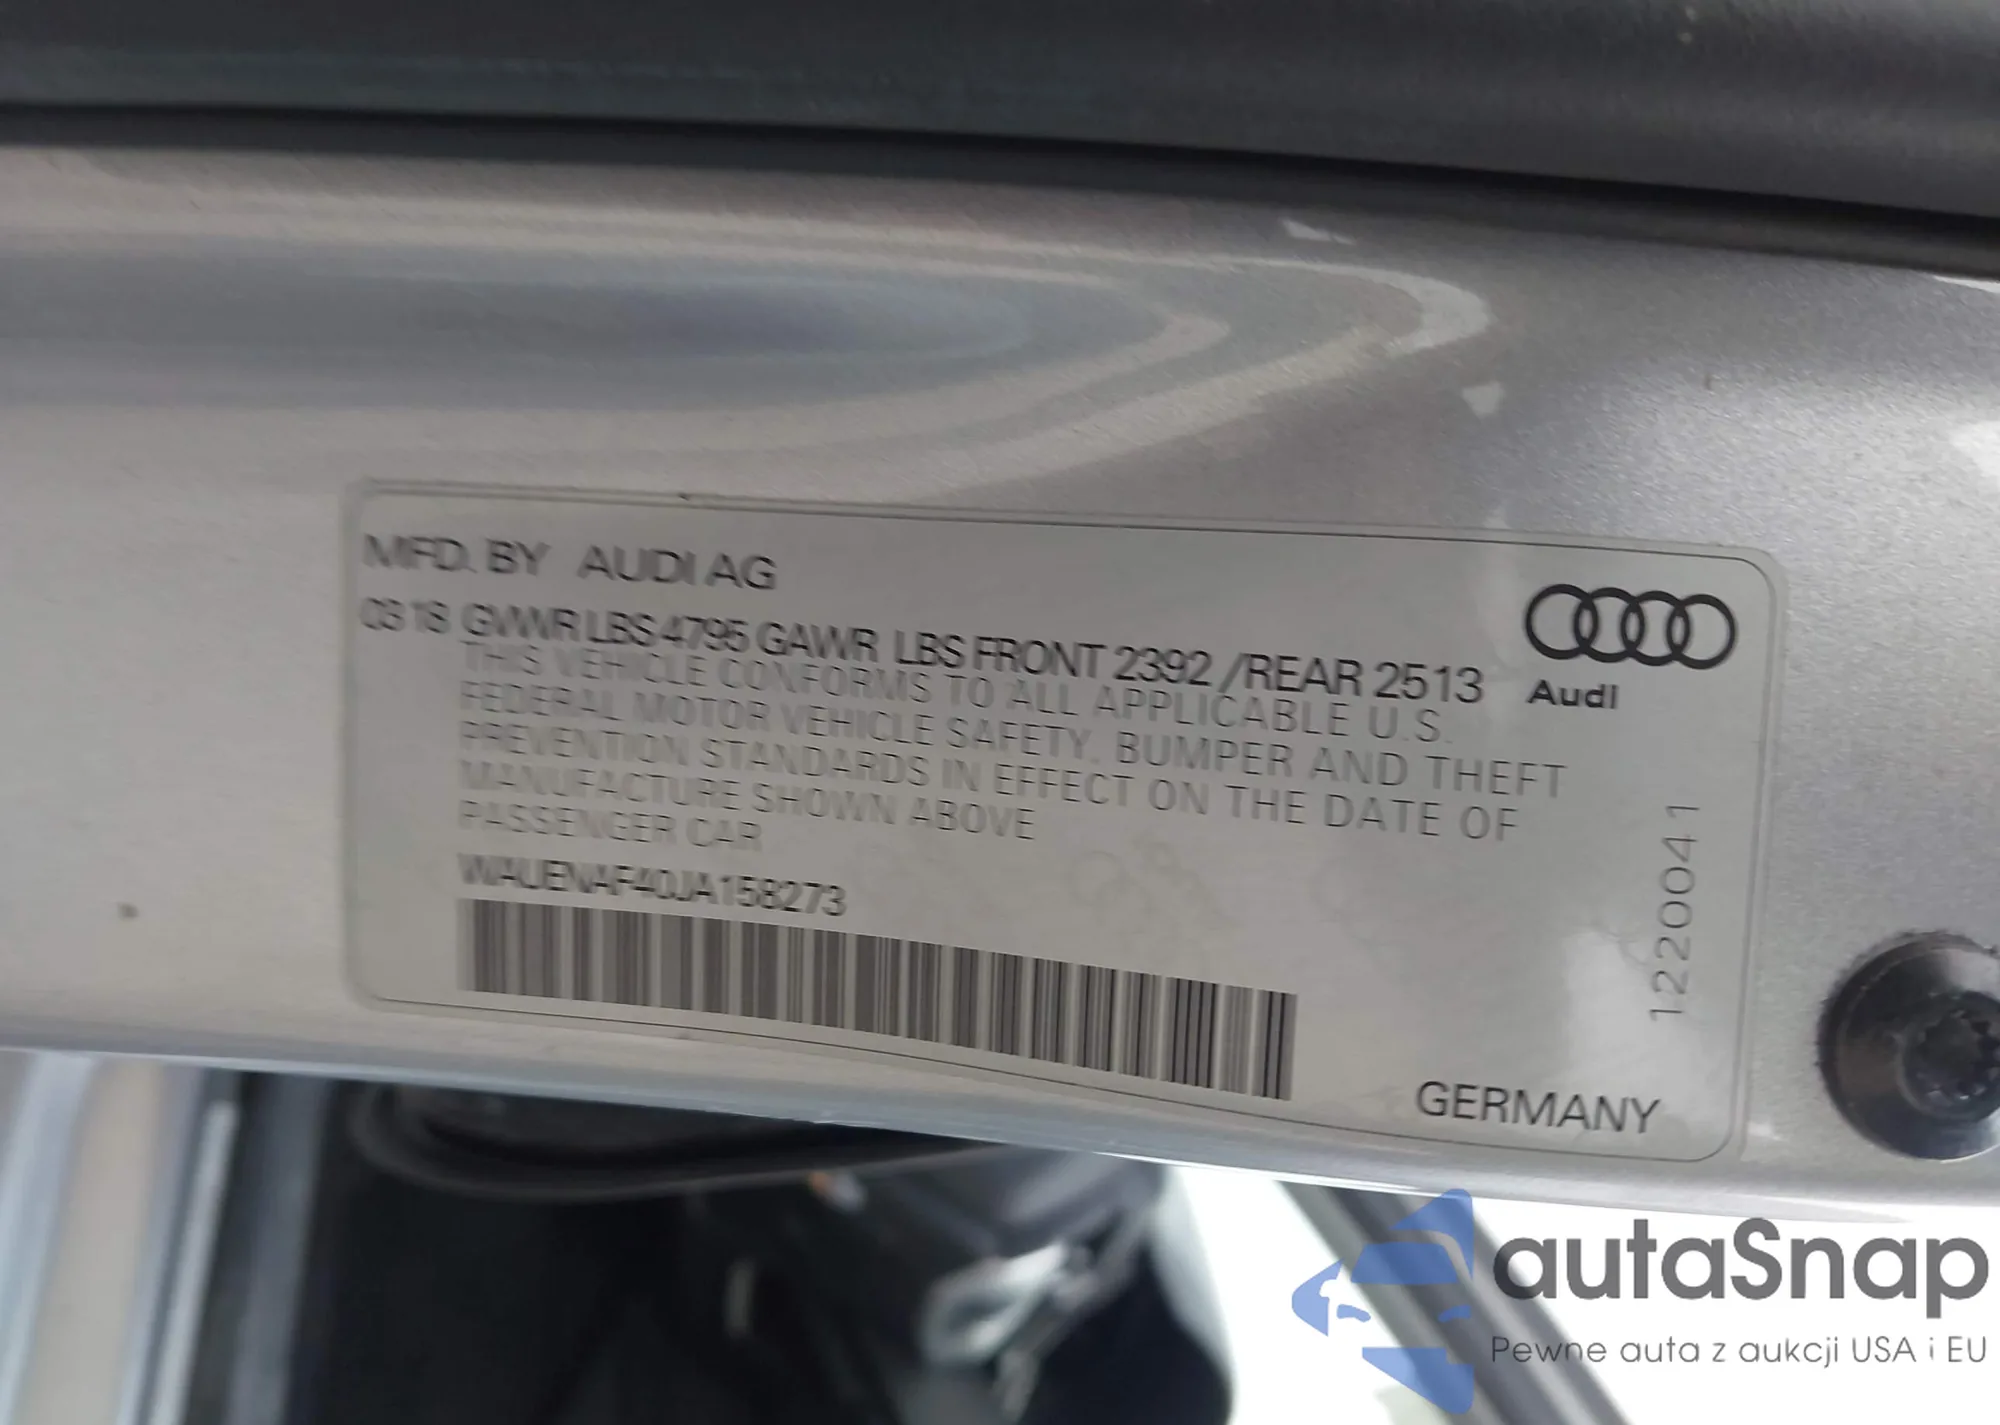 MFD. BY AUDI AG
03 18 GVWR LBS 4795 GAWR LBS FRONT 2392 /REAR 2513
THIS VEHICLE CONFORMS TO ALL APPLICABLE U.S.
FEDERAL MOTOR VEHICLE SAFETY, BUMPER AND THEFT
PREVENTION STANDARDS IN EFFECT ON THE DATE OF
MANUFACTURE SHOWN ABOVE
PASSENGER CAR
WAUENAF40JA158273
Audi
1220041
GERMANY
autaSnap
Pewne auta z aukcji USA i EU